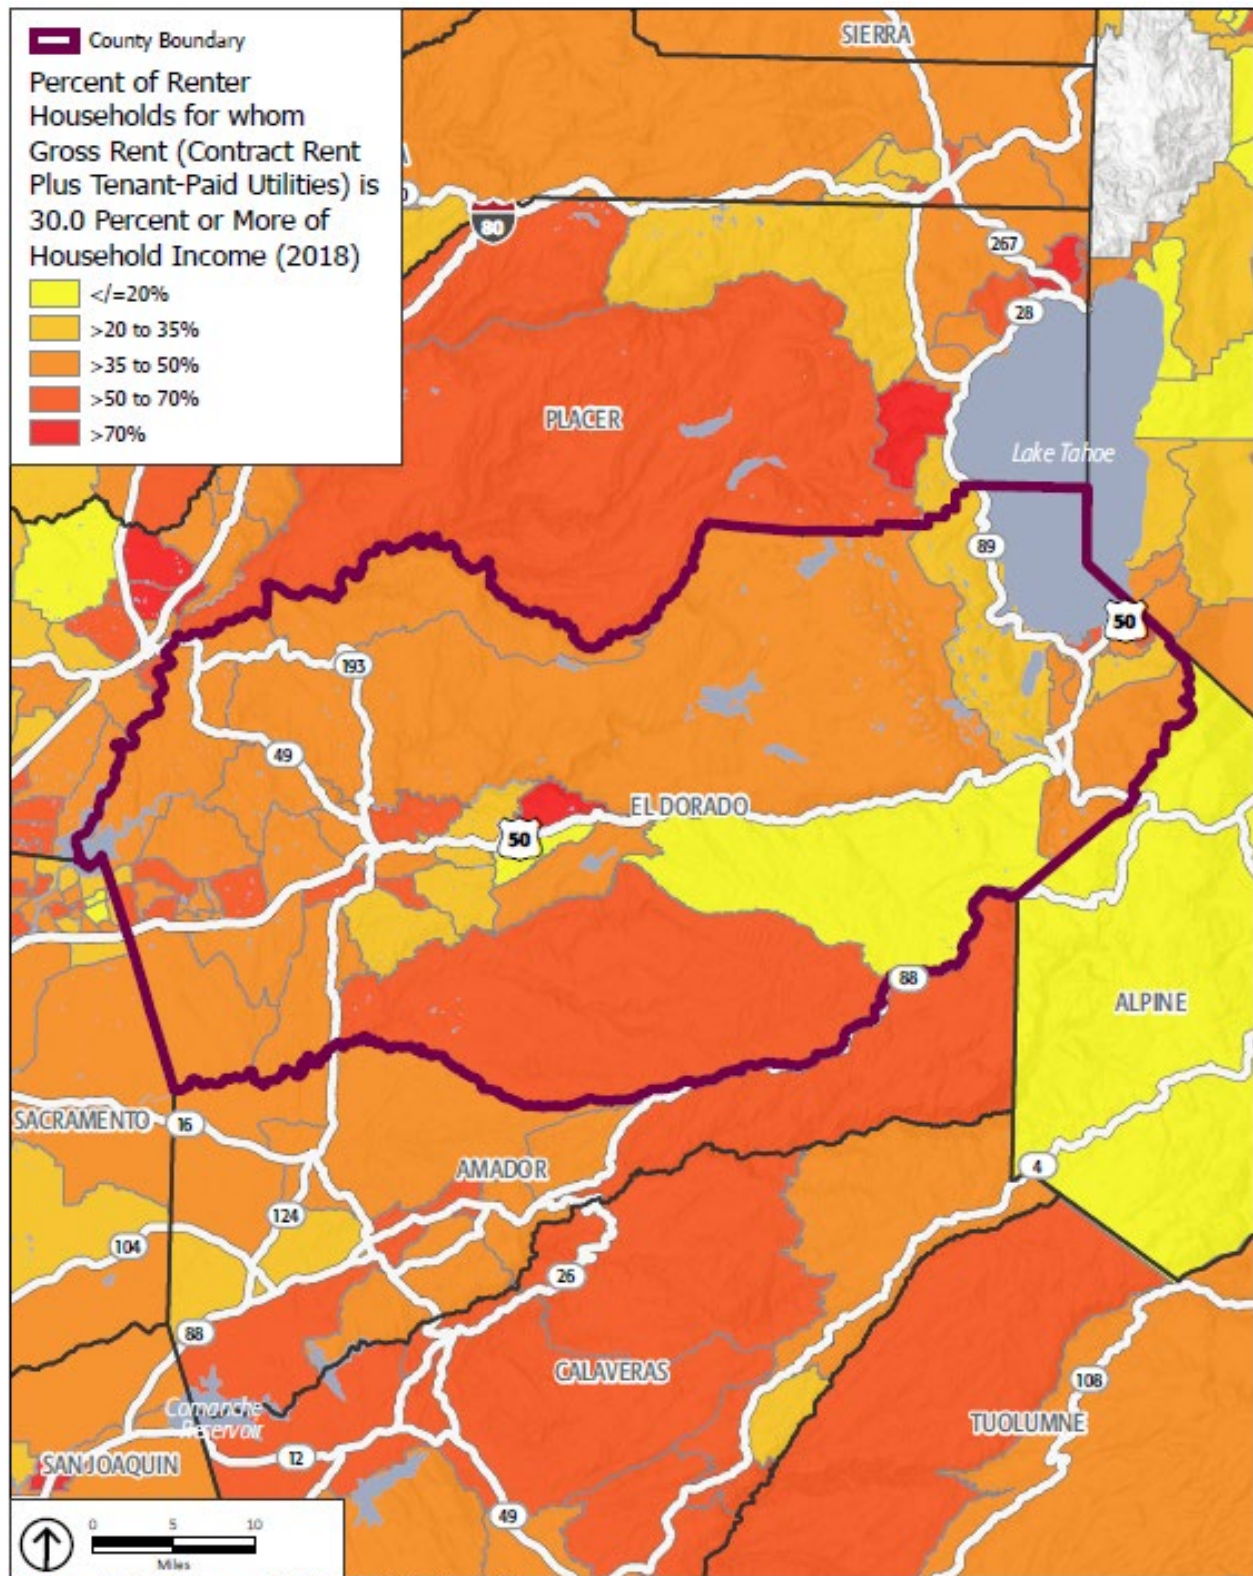 County Boundary
Percent of Renter
Households for whom
Gross Rent (Contract Rent
Plus Tenant-Paid Utilities) is
30.0 Percent or More of
Household Income (2018)
</=20%
>20 to 35%
>35 to 50%
>50 to 70%
>70%
SIERRA
80
267
28
PLACER
Lake Tahoe
89
50
193
49
EL DORADO
50
88
ALPINE
SACRAMENTO
16
AMADOR
4
124
104
26
88
CALAVERAS
108
Comanche
Reservoir
TUOLUMNE
12
SAN JOAQUIN
49
0 5 10
Miles